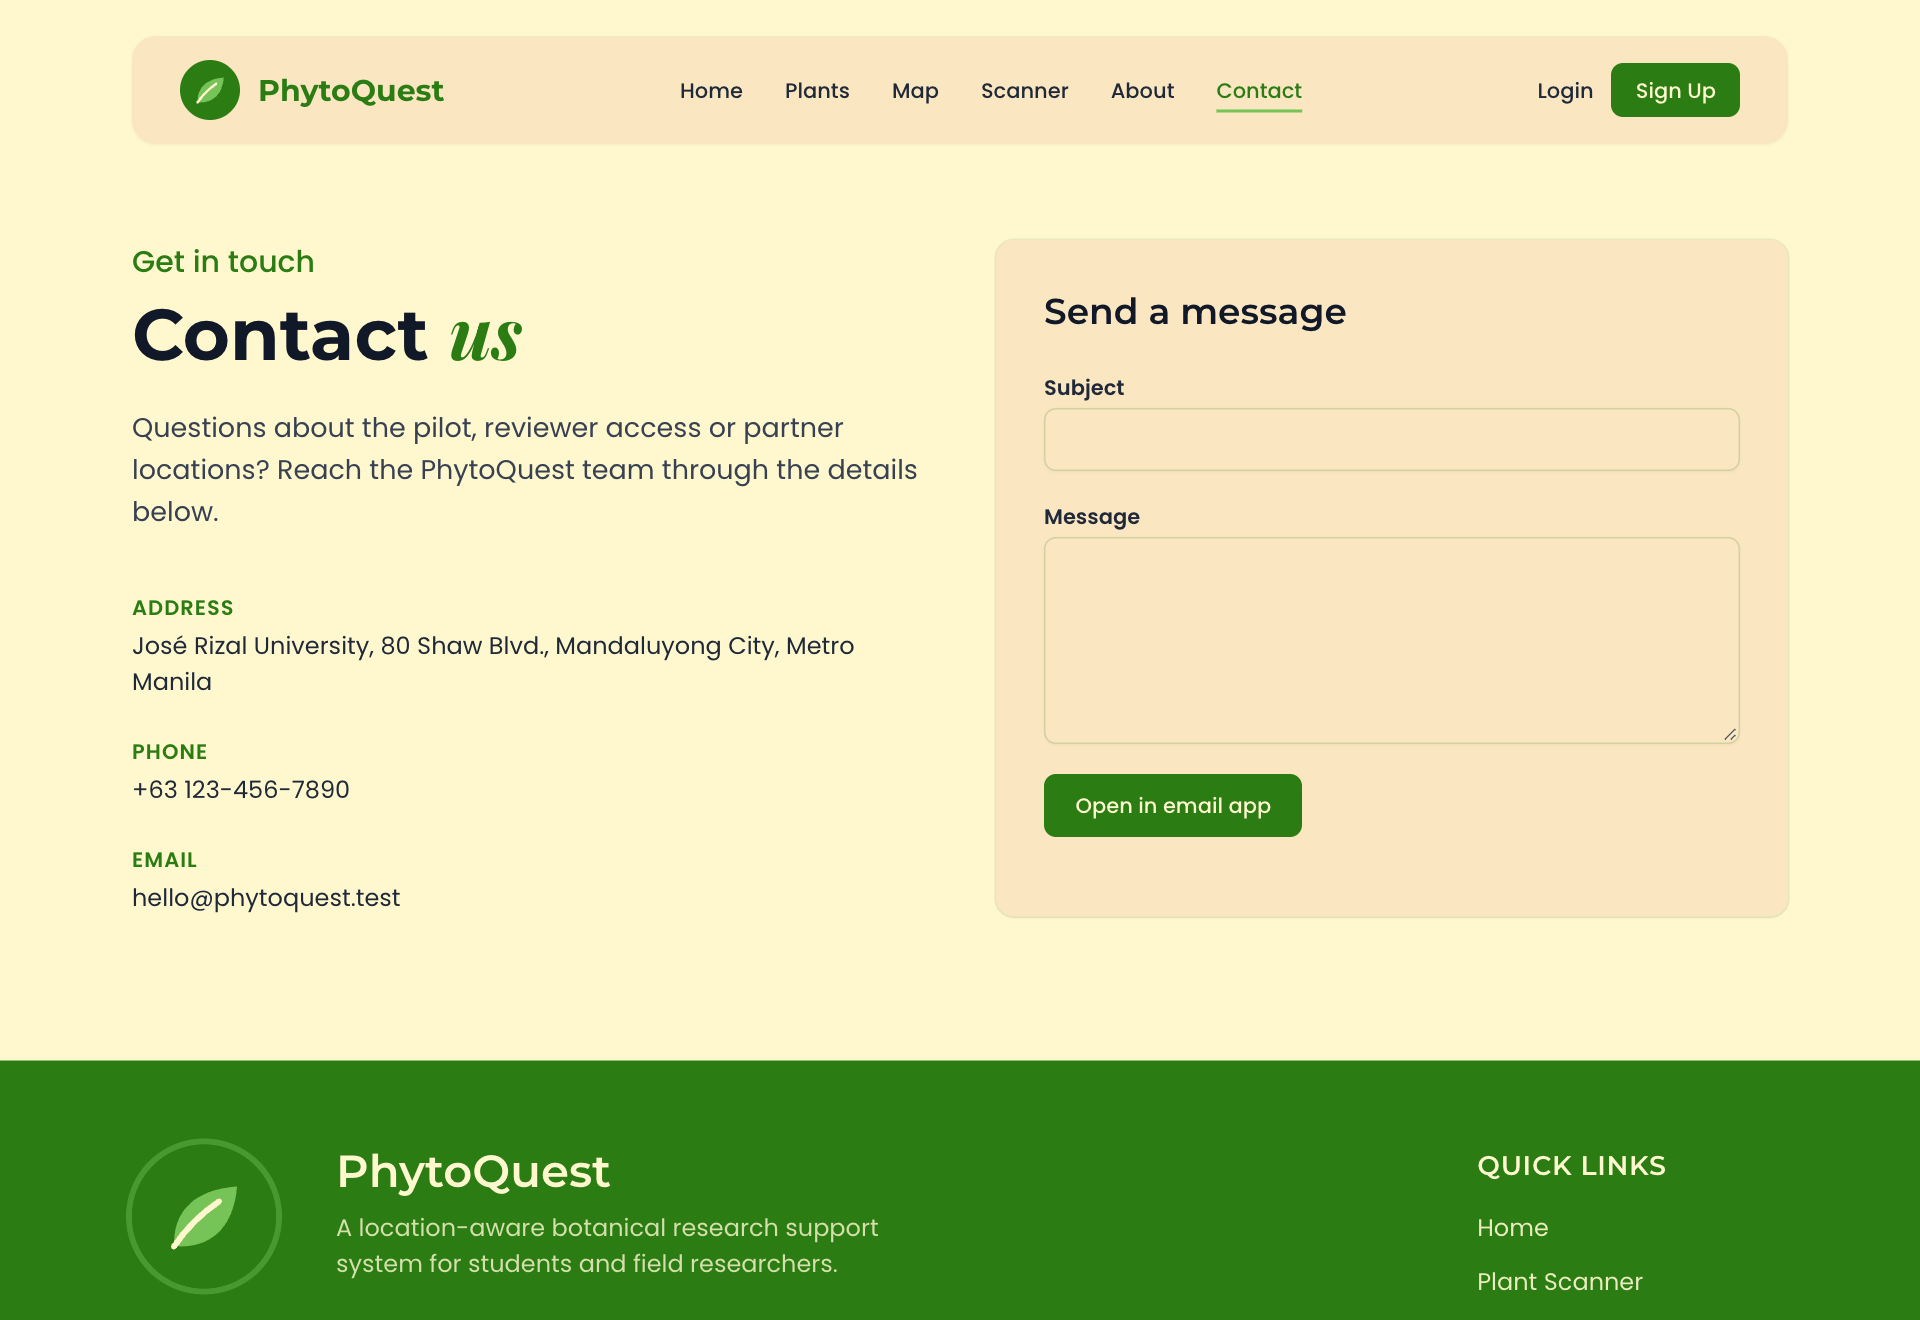 PhytoQuest
Home
Plants
Map
Scanner
About
Contact
Login
Sign Up
Get in touch
Contact us
Questions about the pilot, reviewer access or partner
locations? Reach the PhytoQuest team through the details
below.
ADDRESS
José Rizal University, 80 Shaw Blvd., Mandaluyong City, Metro
Manila
PHONE
+63 123-456-7890
EMAIL
hello@phytoquest.test
Send a message
Subject
Message
Open in email app
PhytoQuest
A location-aware botanical research support
system for students and field researchers.
QUICK LINKS
Home
Plant Scanner